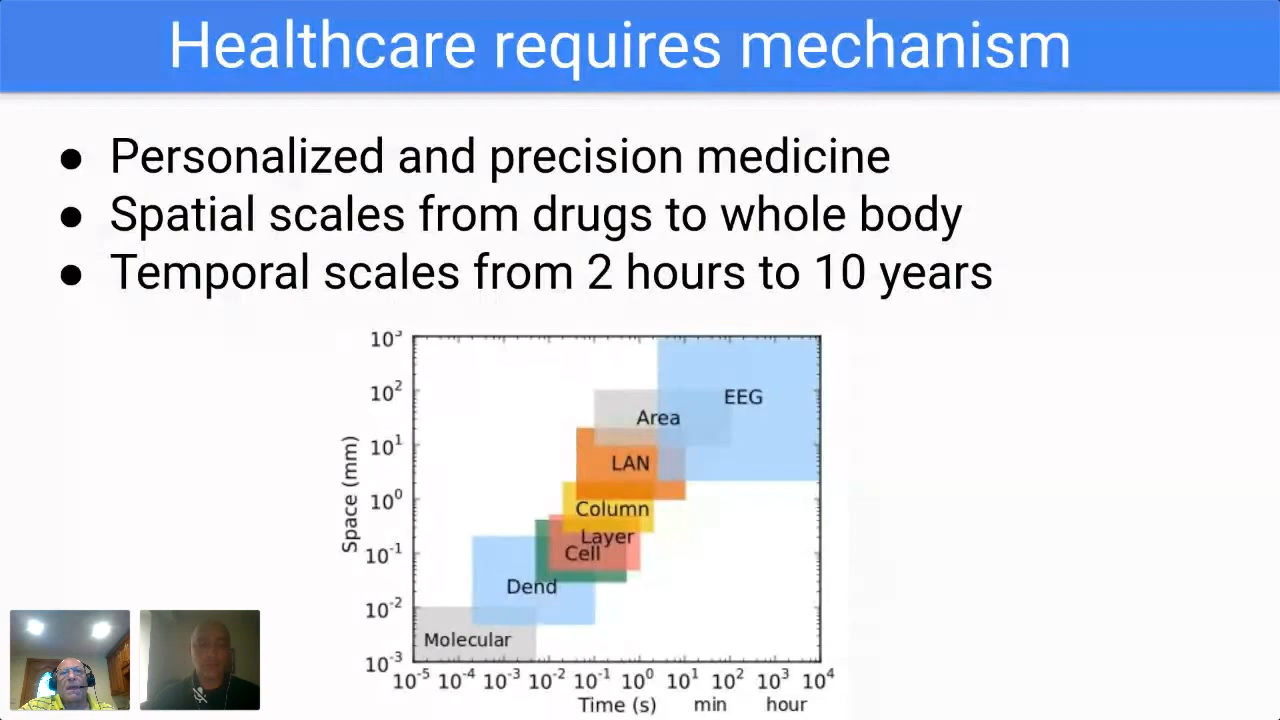 Healthcare requires mechanism
● Personalized and precision medicine
● Spatial scales from drugs to whole body
● Temporal scales from 2 hours to 10 years
10³
10²
10¹
10⁰
10⁻¹
10⁻²
10⁻³
Space (mm)
EEG
Area
LAN
Column
Layer
Cell
Dend
Molecular
10⁻⁵ 10⁻⁴ 10⁻³ 10⁻² 10⁻¹ 10⁰ 10¹ 10² 10³ 10⁴
Time (s) min hour